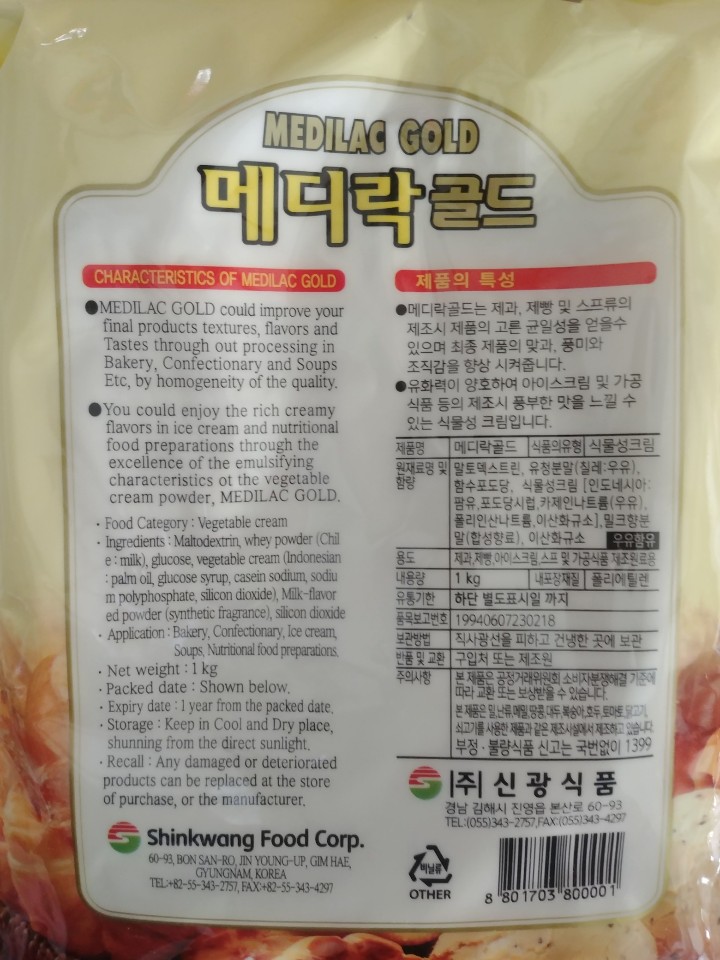 MEDILAC GOLD
메디락골드
CHARACTERISTICS OF MEDILAC GOLD
●MEDILAC GOLD could improve your
final products textures, flavors and
Tastes through out processing in
Bakery, Confectionary and Soups
Etc, by homogeneity of the quality.
●You could enjoy the rich creamy
flavors in ice cream and nutritional
food preparations through the
excellence of the emulsifying
characteristics ot the vegetable
cream powder, MEDILAC GOLD.
· Food Category : Vegetable cream
· Ingredients : Maltodextrin, whey powder (Chil
e : milk), glucose, vegetable cream (Indonesian
: palm oil, glucose syrup, casein sodium, sodiu
m polyphosphate, silicon dioxide), Milk-flavor
ed powder (synthetic fragrance), silicon dioxide
· Application : Bakery, Confectionary, Ice cream,
Soups, Nutritional food preparations.
· Net weight : 1 kg
· Packed date : Shown below.
· Expiry date : 1 year from the packed date.
· Storage : Keep in Cool and Dry place,
shunning from the direct sunlight.
· Recall : Any damaged or deteriorated
products can be replaced at the store
of purchase, or the manufacturer.
Shinkwang Food Corp.
60-93, BON SAN-RO, JIN YOUNG-UP, GIM HAE,
GYUNGNAM, KOREA
TEL:+82-55-343-2757, FAX:+82-55-343-4297
제품의 특성
●메디락골드는 제과, 제빵 및 스프류의
제조시 제품의 고른 균일성을 얻을수
있으며 최종 제품의 맞과, 풍미와
조직감을 향상 시켜줍니다.
●유화력이 양호하여 아이스크림 및 가공
식품 등의 제조시 풍부한 맛을 느낄 수
있는 식물성 크림입니다.
제품명 메디락골드 식품의유형 식물성크림
원재료명 및 말토덱스트린, 유청분말(칠레:우유),
함량 함수포도당, 식물성크림 [인도네시아:
팜유,포도당시럽,카제인나트륨(우유),
폴리인산나트륨,이산화규소],밀크향분
말(합성향료), 이산화규소 우유함유
용도 제과,제빵,아이스크림,스프 및 가공식품 제조원료용
내용량 1 kg 내포장재질 폴리에틸렌
유통기한 하단 별도표시일 까지
품목보고번호 19940607230218
보관방법 직사광선을 피하고 건냉한 곳에 보관
반품 및 교환 구입처 또는 제조원
주의사항 본 제품은 공정거래위원회 소비자분쟁해결 기준에
따라 교환 또는 보상받을 수 있습니다.
본 제품은 밀,난류,메밀,땅콩,대두,복숭아,호두,토마토,닭고기,
쇠고기를 사용한 제품과 같은 제조시설에서 제조하고 있습니다
부정 · 불량식품 신고는 국번없이 1399
(주) 신광식품
경남 김해시 진영읍 본산로 60-93
TEL:(055)343-2757,FAX:(055)343-4297
비닐류
OTHER
8 801703 800001